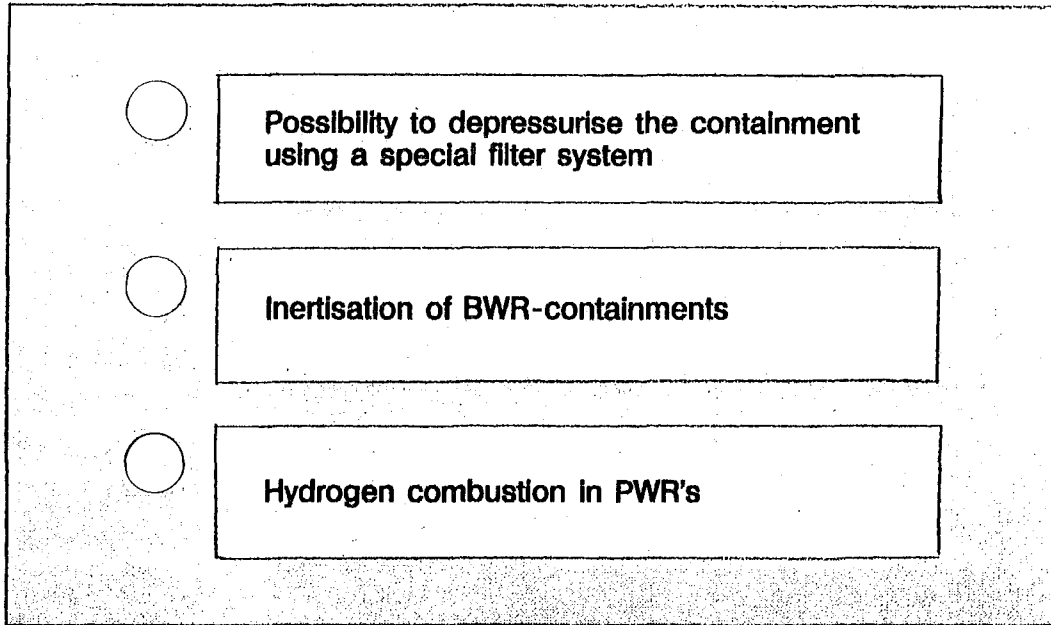 Possibility to depressurise the containment
using a special filter system
Inertisation of BWR-containments
Hydrogen combustion in PWR's